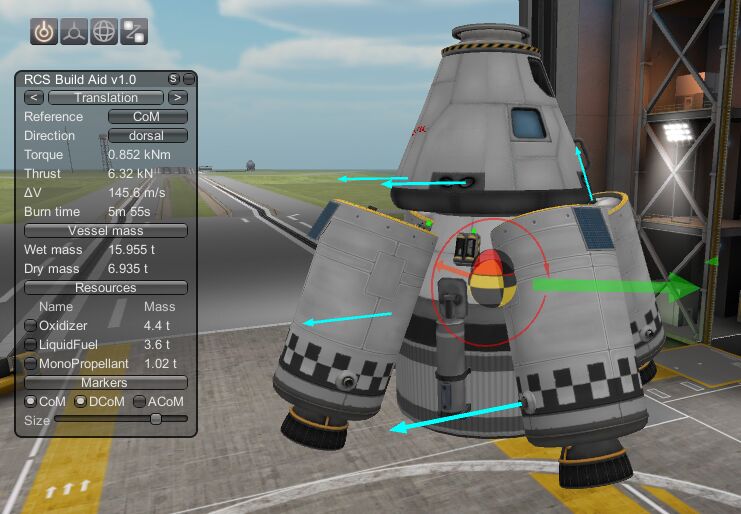 RCS Build Aid v1.0 S
< Translation >
Reference CoM
Direction dorsal
Torque 0.852 kNm
Thrust 6.32 kN
ΔV 145.6 m/s
Burn time 5m 55s
Vessel mass
Wet mass 15.955 t
Dry mass 6.935 t
Resources
Name Mass
Oxidizer 4.4 t
LiquidFuel 3.6 t
MonoPropellant 1.02 t
Markers
CoM DCoM ACoM
Size